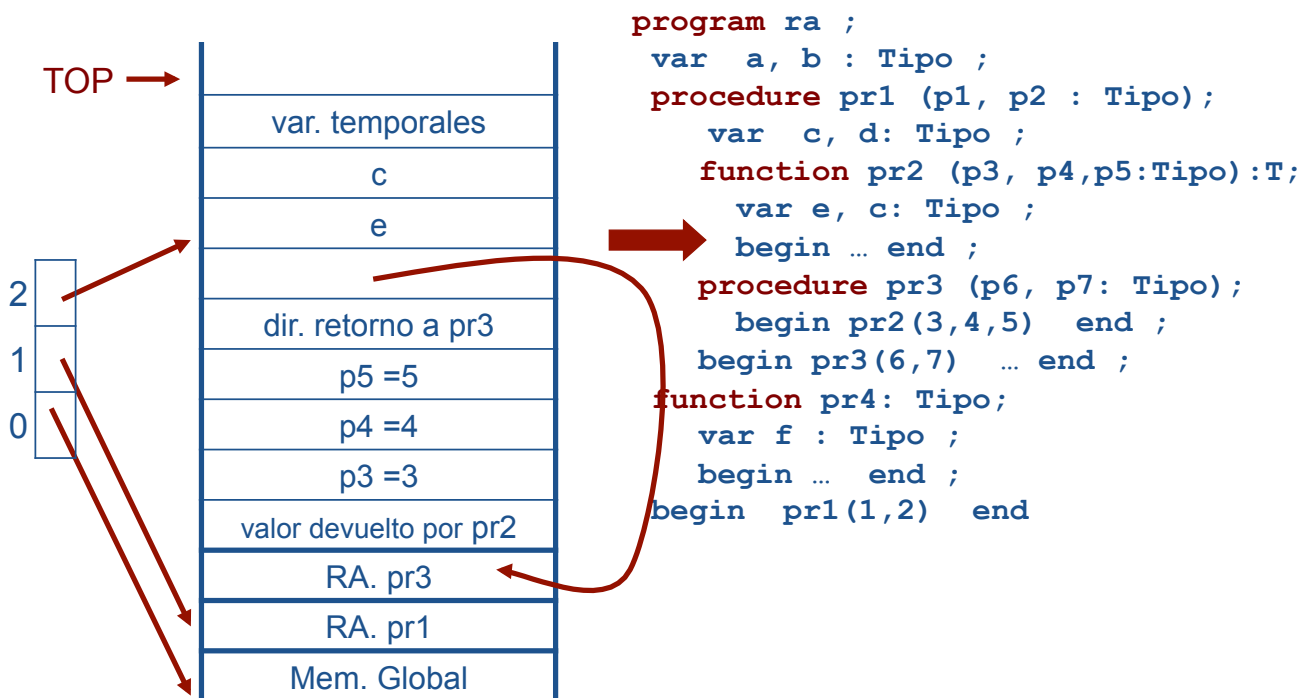 TOP
var. temporales
c
e
dir. retorno a pr3
p5 =5
p4 =4
p3 =3
valor devuelto por pr2
RA. pr3
RA. pr1
Mem. Global
2
1
0
program ra ;
var a, b : Tipo ;
procedure pr1 (p1, p2 : Tipo);
var c, d: Tipo ;
function pr2 (p3, p4,p5:Tipo):T;
var e, c: Tipo ;
begin … end ;
procedure pr3 (p6, p7: Tipo);
begin pr2(3,4,5) end ;
begin pr3(6,7) … end ;
function pr4: Tipo;
var f : Tipo ;
begin … end ;
begin pr1(1,2) end